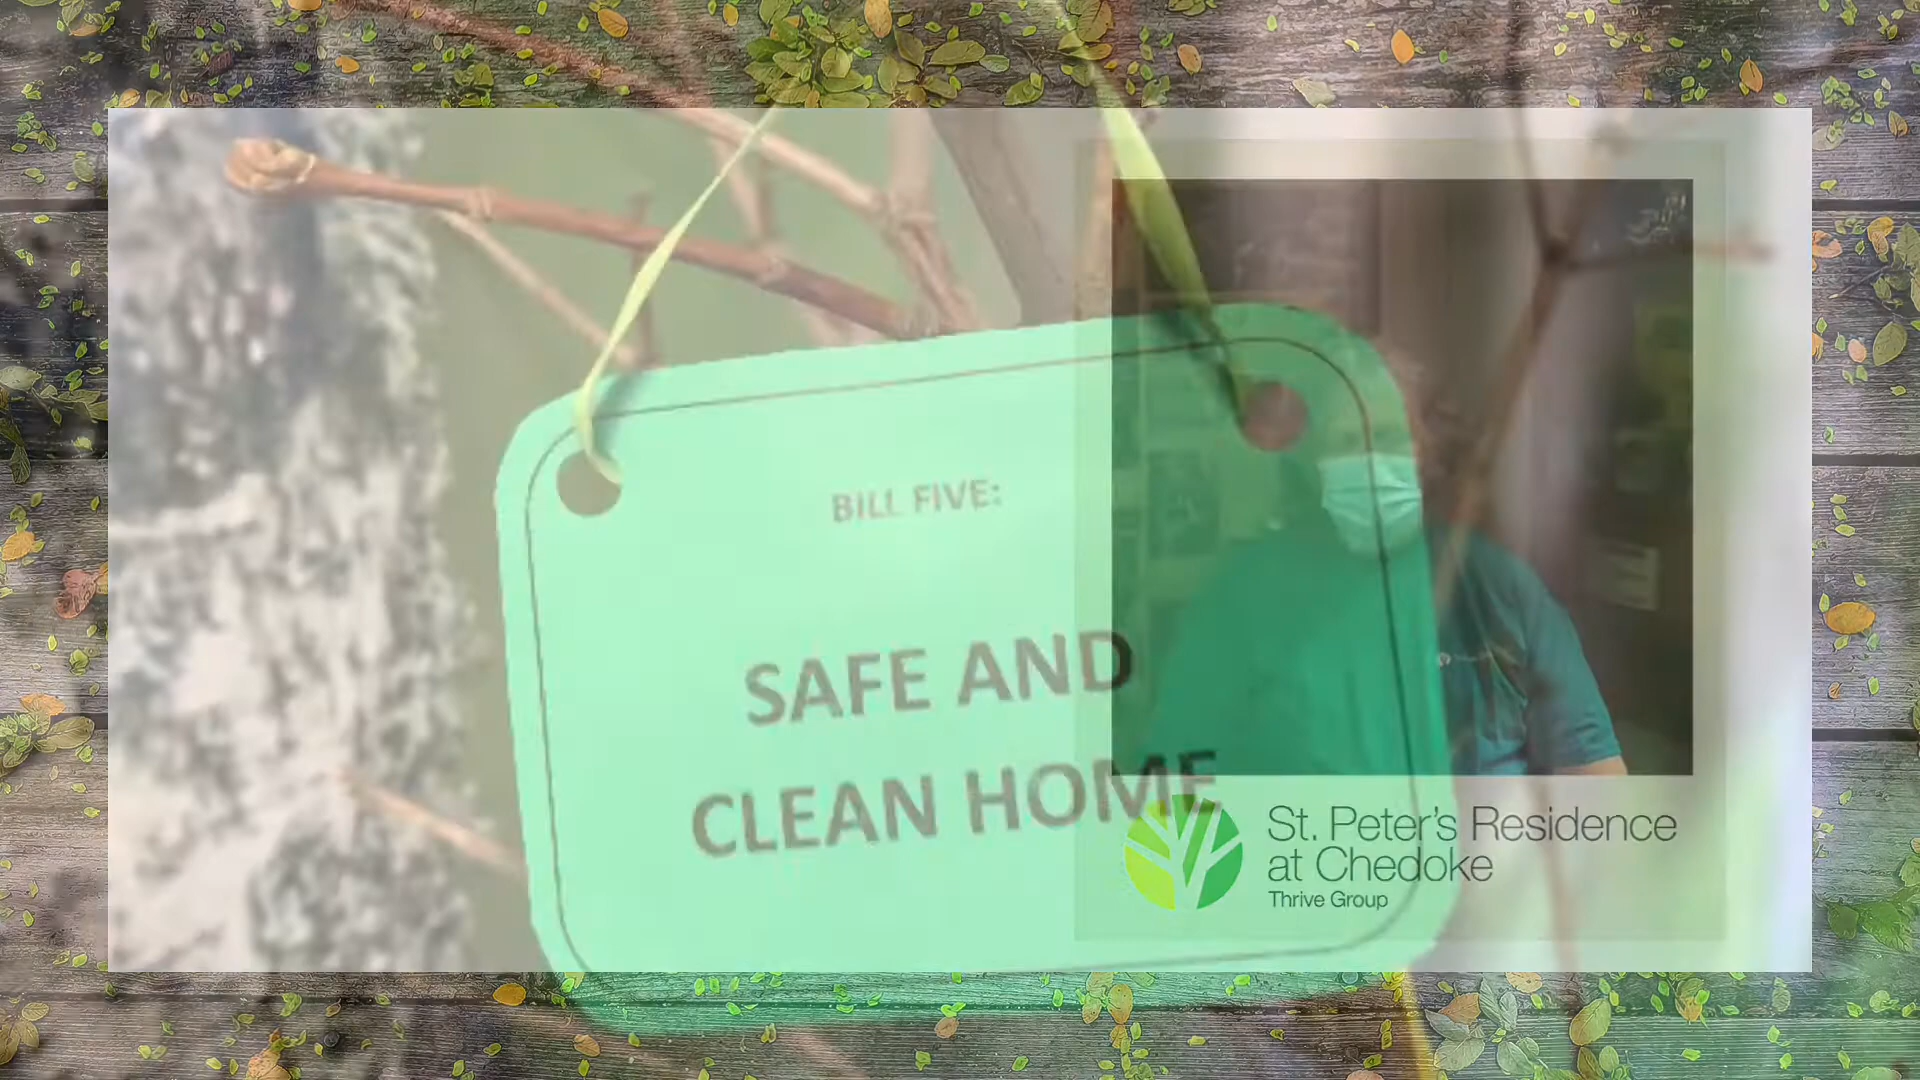 BILL FIVE:
SAFE AND
CLEAN HOME
St. Peter's Residence
at Chedoke
Thrive Group